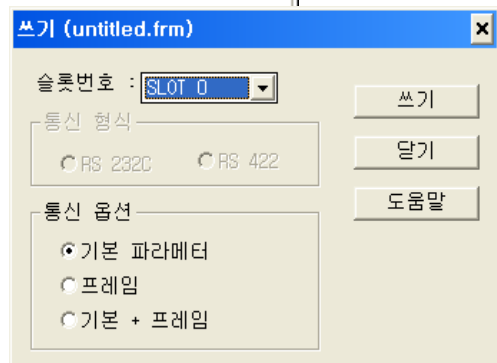 쓰기 (untitled.frm)
슬롯번호 : SLOT 0
쓰기
통신 형식
RS 232C RS 422
닫기
도움말
통신 옵션
기본 파라메터
프레임
기본 + 프레임